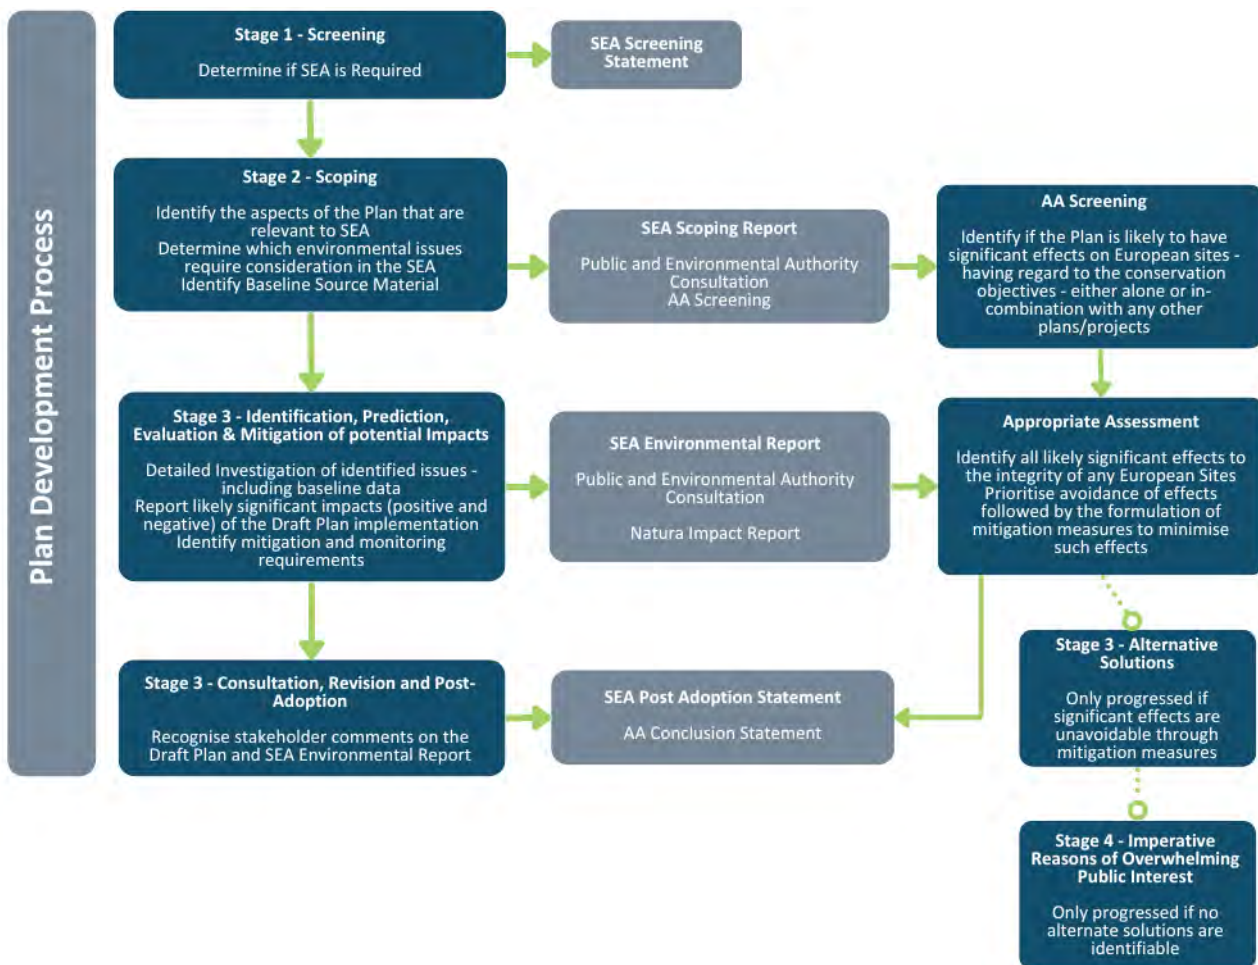 Plan Development Process
Stage 1 - Screening
Determine if SEA is Required
SEA Screening
Statement
Stage 2 - Scoping
Identify the aspects of the Plan that are
relevant to SEA
Determine which environmental issues
require consideration in the SEA
Identify Baseline Source Material
SEA Scoping Report
Public and Environmental Authority
Consultation
AA Screening
AA Screening
Identify if the Plan is likely to have
significant effects on European sites -
having regard to the conservation
objectives - either alone or in-
combination with any other
plans/projects
Stage 3 - Identification, Prediction,
Evaluation & Mitigation of potential Impacts
Detailed Investigation of identified issues -
including baseline data
Report likely significant impacts (positive and
negative) of the Draft Plan implementation
Identify mitigation and monitoring
requirements
SEA Environmental Report
Public and Environmental Authority
Consultation
Natura Impact Report
Appropriate Assessment
Identify all likely significant effects to
the integrity of any European Sites
Prioritise avoidance of effects
followed by the formulation of
mitigation measures to minimise
such effects
Stage 3 - Consultation, Revision and Post-
Adoption
Recognise stakeholder comments on the
Draft Plan and SEA Environmental Report
SEA Post Adoption Statement
AA Conclusion Statement
Stage 3 - Alternative
Solutions
Only progressed if
significant effects are
unavoidable through
mitigation measures
Stage 4 - Imperative
Reasons of Overwhelming
Public Interest
Only progressed if no
alternate solutions are
identifiable